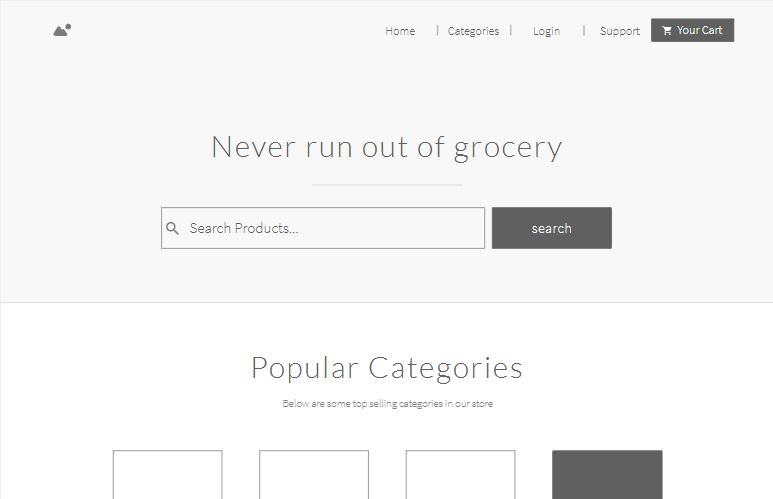 Home | Categories | Login | Support Your Cart
Never run out of grocery
Search Products... search
Popular Categories
Below are some top selling categories in our store